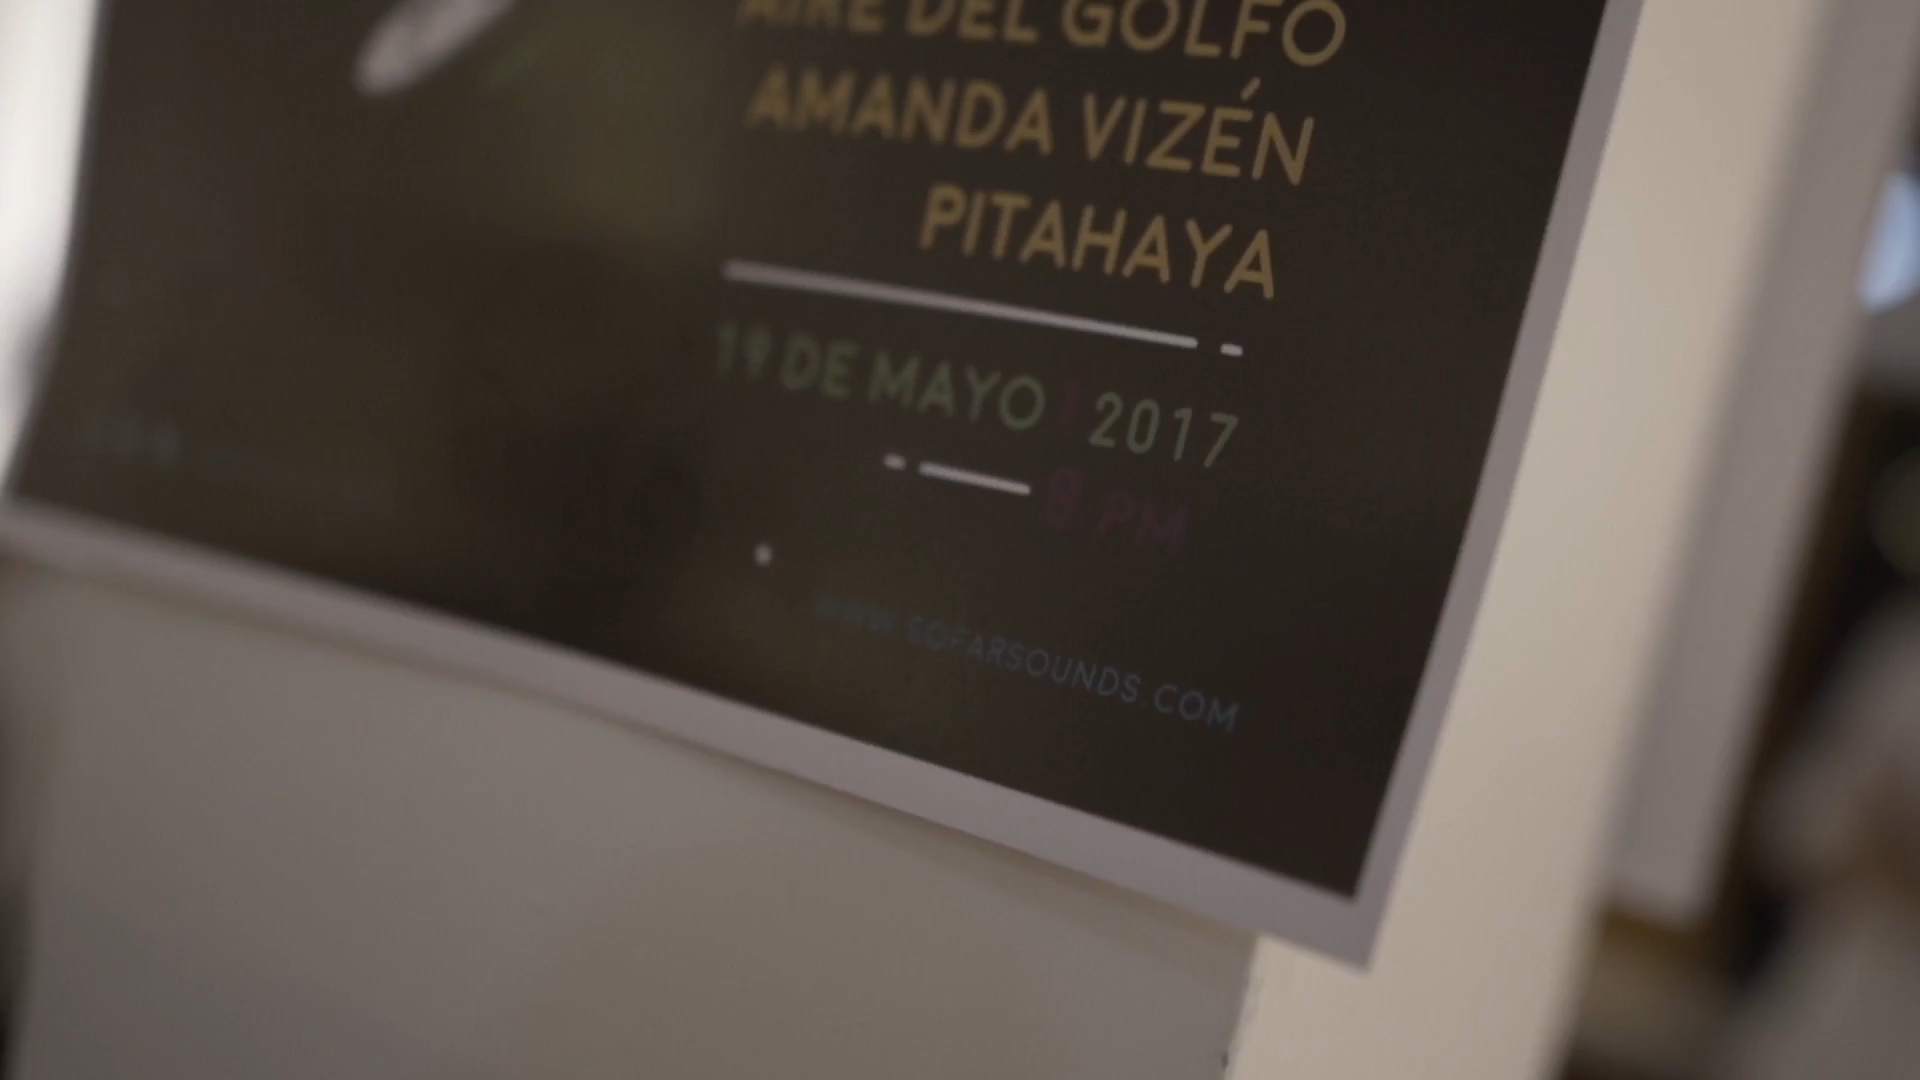 AIRE DEL GOLFO
AMANDA VIZÉN
PITAHAYA
19 DE MAYO | 2017
8 PM
WWW.SOFARSOUNDS.COM